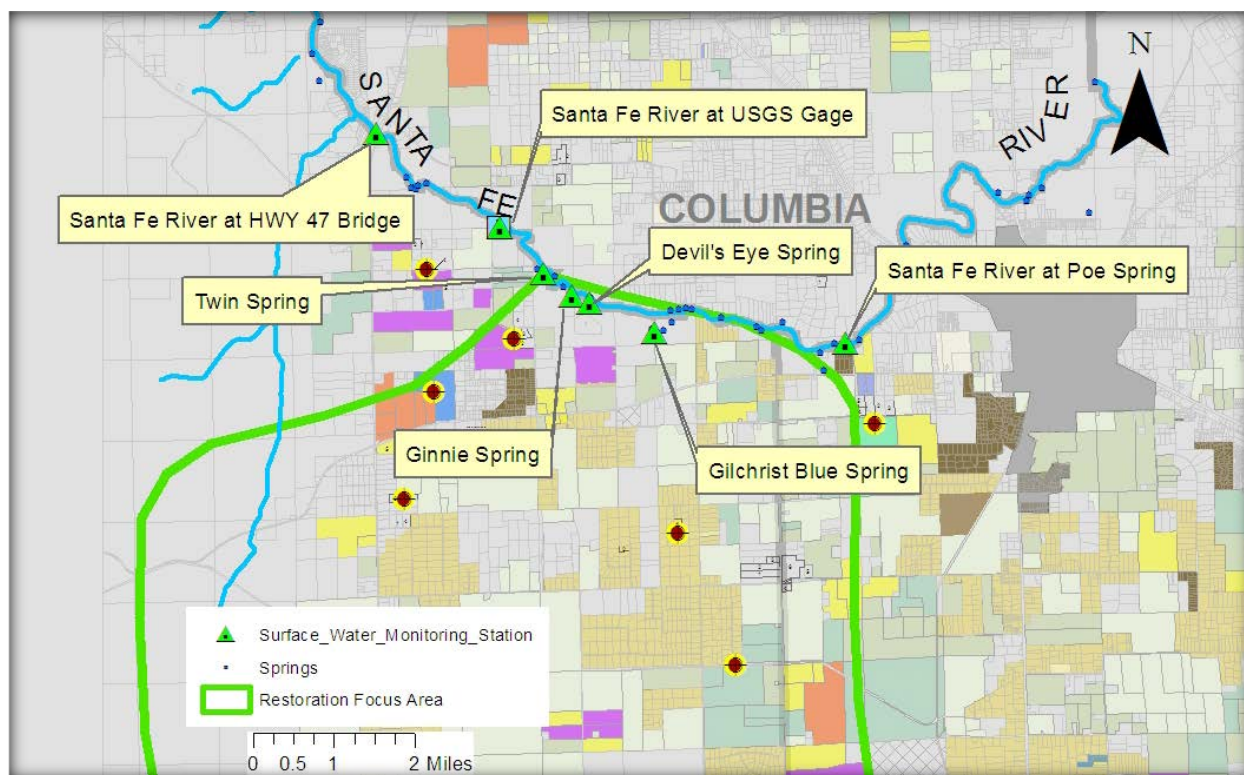 N
SANTA
FE
RIVER
Santa Fe River at USGS Gage
Santa Fe River at HWY 47 Bridge
COLUMBIA
Devil's Eye Spring
Santa Fe River at Poe Spring
Twin Spring
Ginnie Spring
Gilchrist Blue Spring
Surface_Water_Monitoring_Station
Springs
Restoration Focus Area
0 0.5 1 2 Miles